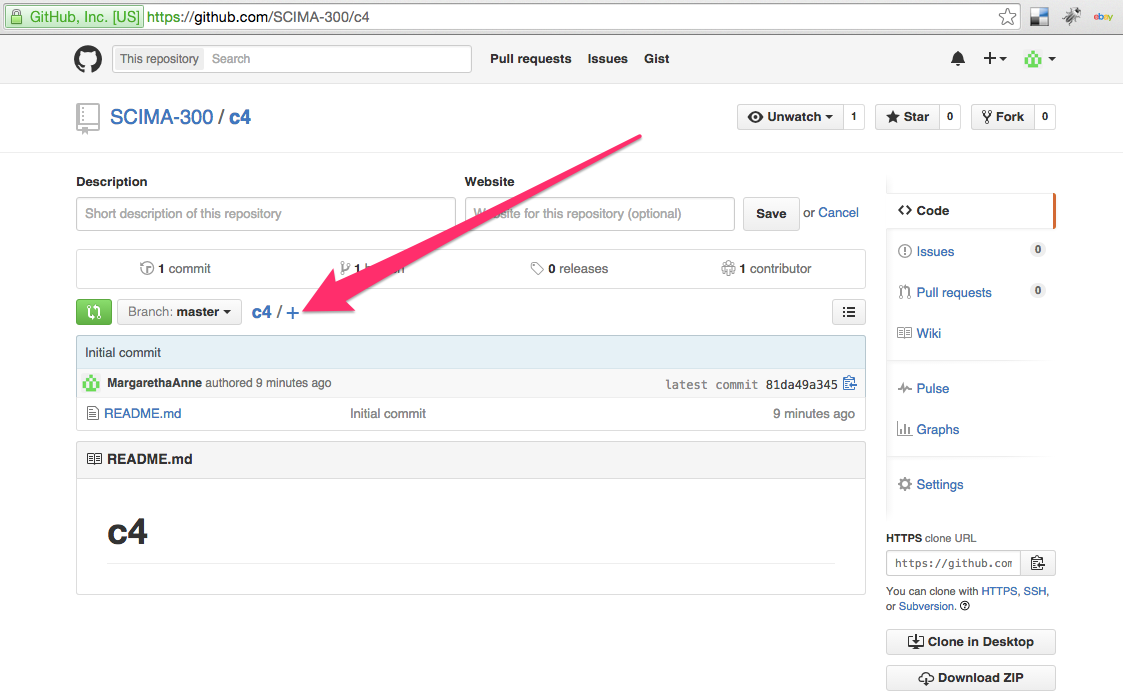 GitHub, Inc. [US] https://github.com/SCIMA-300/c4
ebay
This repository Search Pull requests Issues Gist
SCIMA-300 / c4 Unwatch 1 Star 0 Fork 0
Description Website
Short description of this repository Website for this repository (optional) Save or Cancel
1 commit 1 0 releases 1 contributor
Branch: master c4 / +
Initial commit
MargarethaAnne authored 9 minutes ago latest commit 81da49a345
README.md Initial commit 9 minutes ago
README.md
c4
Code
Issues 0
Pull requests 0
Wiki
Pulse
Graphs
Settings
HTTPS clone URL
https://github.com
You can clone with HTTPS, SSH,
or Subversion.
Clone in Desktop
Download ZIP